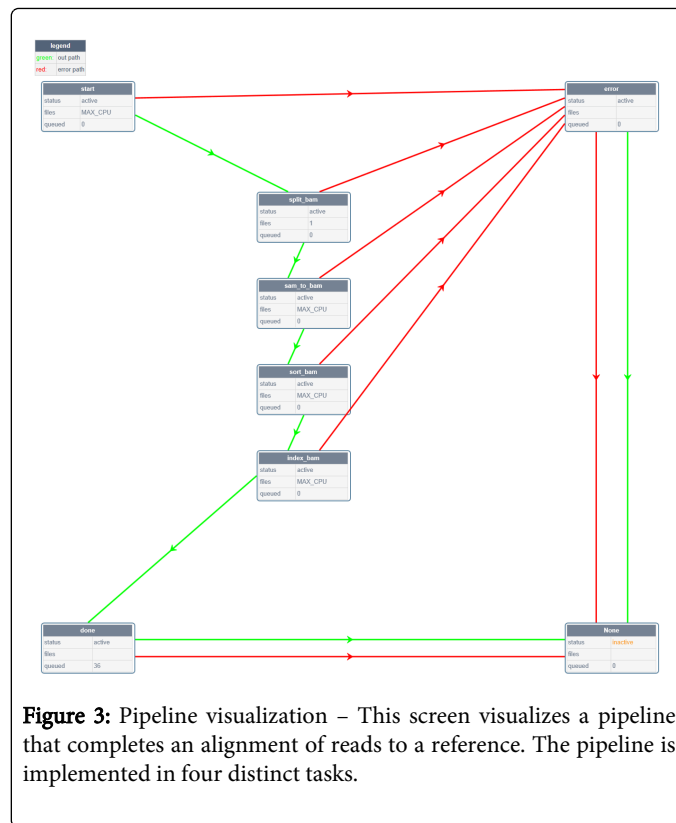 legend
green: out path
red: error path
start
status active
files MAX_CPU
queued 0
error
status active
files
queued 0
split_bam
status active
files 1
queued 0
sam_to_bam
status active
files MAX_CPU
queued 0
sort_bam
status active
files MAX_CPU
queued 0
index_bam
status active
files MAX_CPU
queued 0
done
status active
files
queued 36
None
status inactive
files
queued 0
Figure 3: Pipeline visualization – This screen visualizes a pipeline
that completes an alignment of reads to a reference. The pipeline is
implemented in four distinct tasks.